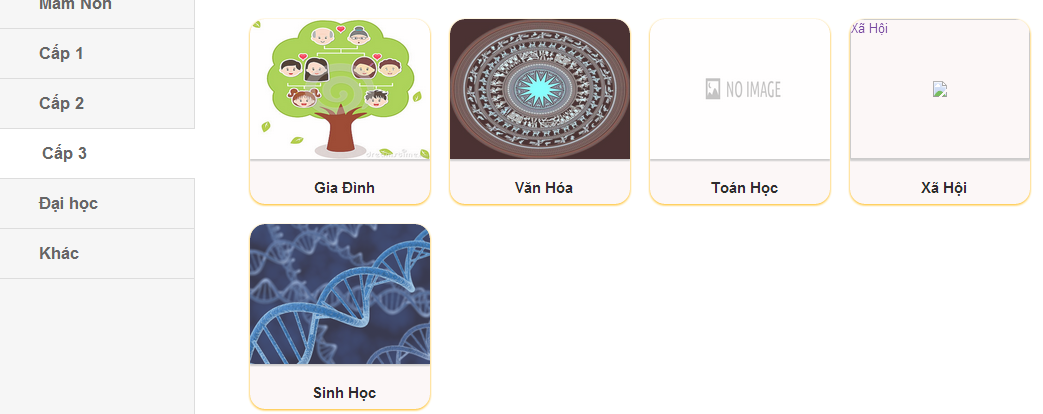 Mầm Non
Cấp 1
Cấp 2
Cấp 3
Đại học
Khác
dreamstime
Gia Đình
Văn Hóa
NO IMAGE
Toán Học
Xã Hội
Xã Hội
Sinh Học